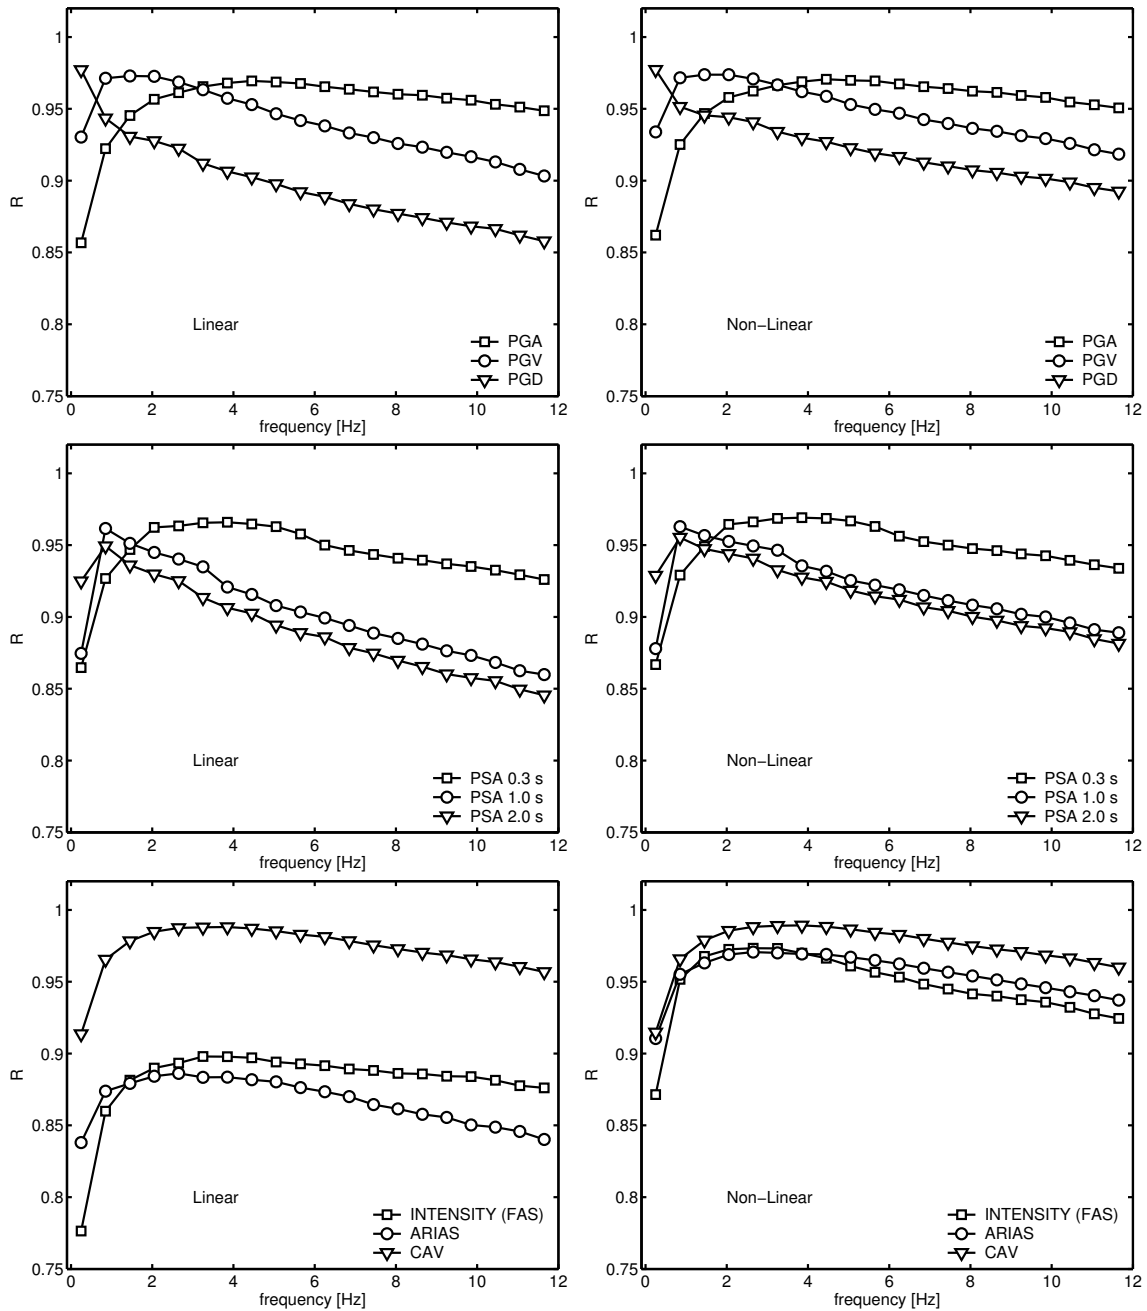 1
0.95
0.9
0.85
0.8
0.75
R
Linear
PGA
PGV
PGD
0 2 4 6 8 10 12
frequency [Hz]
1
0.95
0.9
0.85
0.8
0.75
R
Non−Linear
PGA
PGV
PGD
0 2 4 6 8 10 12
frequency [Hz]
1
0.95
0.9
0.85
0.8
0.75
R
Linear
PSA 0.3 s
PSA 1.0 s
PSA 2.0 s
0 2 4 6 8 10 12
frequency [Hz]
1
0.95
0.9
0.85
0.8
0.75
R
Non−Linear
PSA 0.3 s
PSA 1.0 s
PSA 2.0 s
0 2 4 6 8 10 12
frequency [Hz]
1
0.95
0.9
0.85
0.8
0.75
R
Linear
INTENSITY (FAS)
ARIAS
CAV
0 2 4 6 8 10 12
frequency [Hz]
1
0.95
0.9
0.85
0.8
0.75
R
Non−Linear
INTENSITY (FAS)
ARIAS
CAV
0 2 4 6 8 10 12
frequency [Hz]